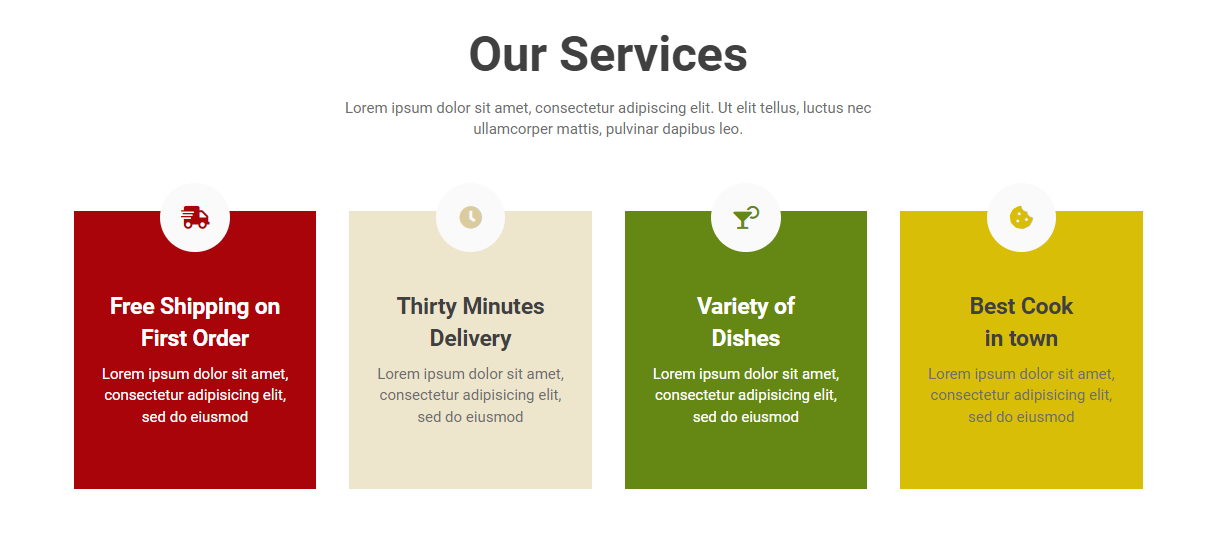 Our Services
Lorem ipsum dolor sit amet, consectetur adipiscing elit. Ut elit tellus, luctus nec
ullamcorper mattis, pulvinar dapibus leo.
Free Shipping on
First Order
Lorem ipsum dolor sit amet,
consectetur adipisicing elit,
sed do eiusmod
Thirty Minutes
Delivery
Lorem ipsum dolor sit amet,
consectetur adipisicing elit,
sed do eiusmod
Variety of
Dishes
Lorem ipsum dolor sit amet,
consectetur adipisicing elit,
sed do eiusmod
Best Cook
in town
Lorem ipsum dolor sit amet,
consectetur adipisicing elit,
sed do eiusmod